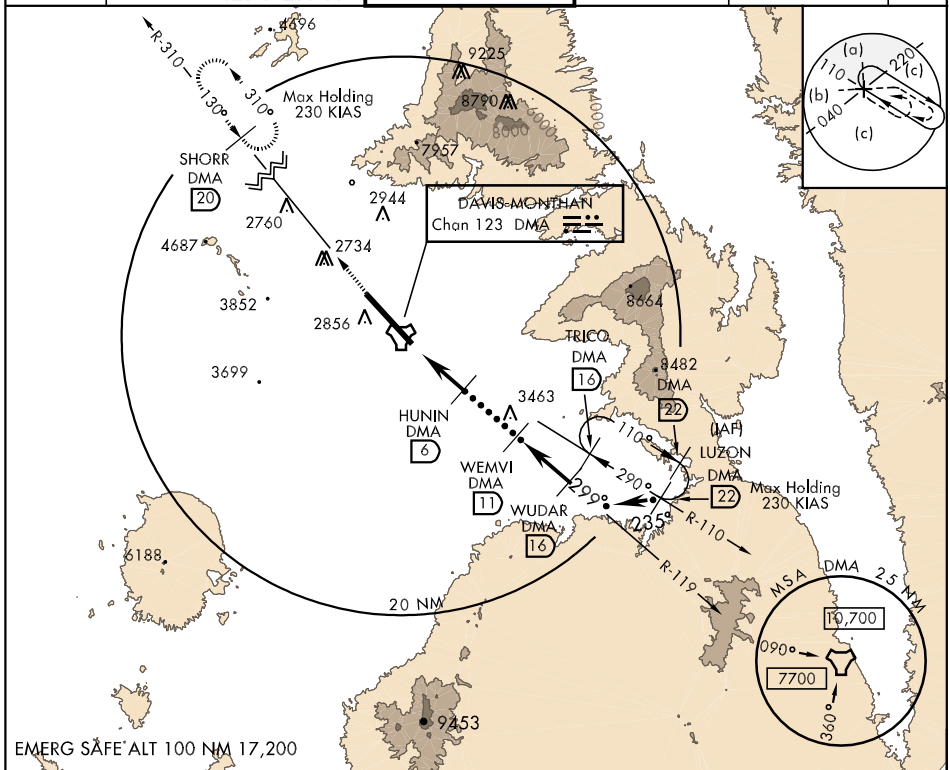 R-310
4696
9225
310°
130°
Max Holding
230 KIAS
8790
8000
7957
SHORR
DMA
20
2944
2760
DAVIS-MONTHAN
Chan 123 DMA
4687
2734
3852
2856
8664
TRICO
DMA
16
8482
3699
DMA
22
3463
HUNIN
DMA
6
110°
(IAF)
LUZON
DMA
22
Max Holding
230 KIAS
WEMVI
DMA
11
290°
299°
WUDAR
DMA
16
235°
R-110
R-119
6188
20 NM
MSA DMA 25 NM
10,700
090°
7700
360°
9453
EMERG SAFE ALT 100 NM 17,200
(a)
110
220
(c)
(b)
040
(c)